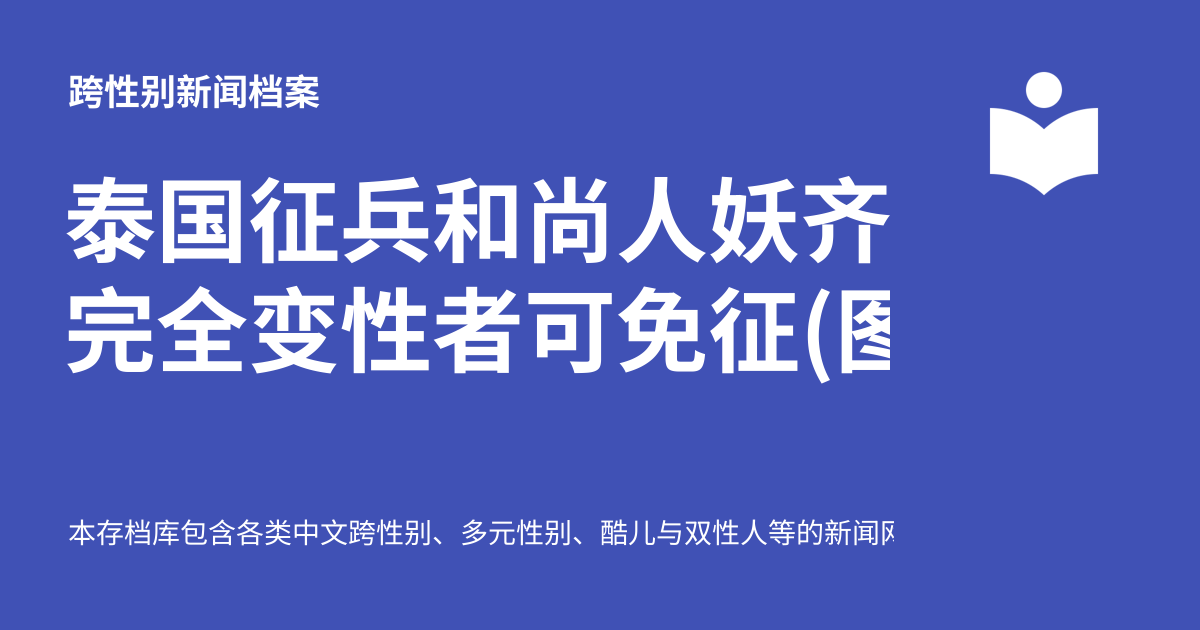 跨性别新闻档案
泰国征兵和尚人妖齐
完全变性者可免征(图
本存档库包含各类中文跨性别、多元性别、酷儿与双性人等的新闻网